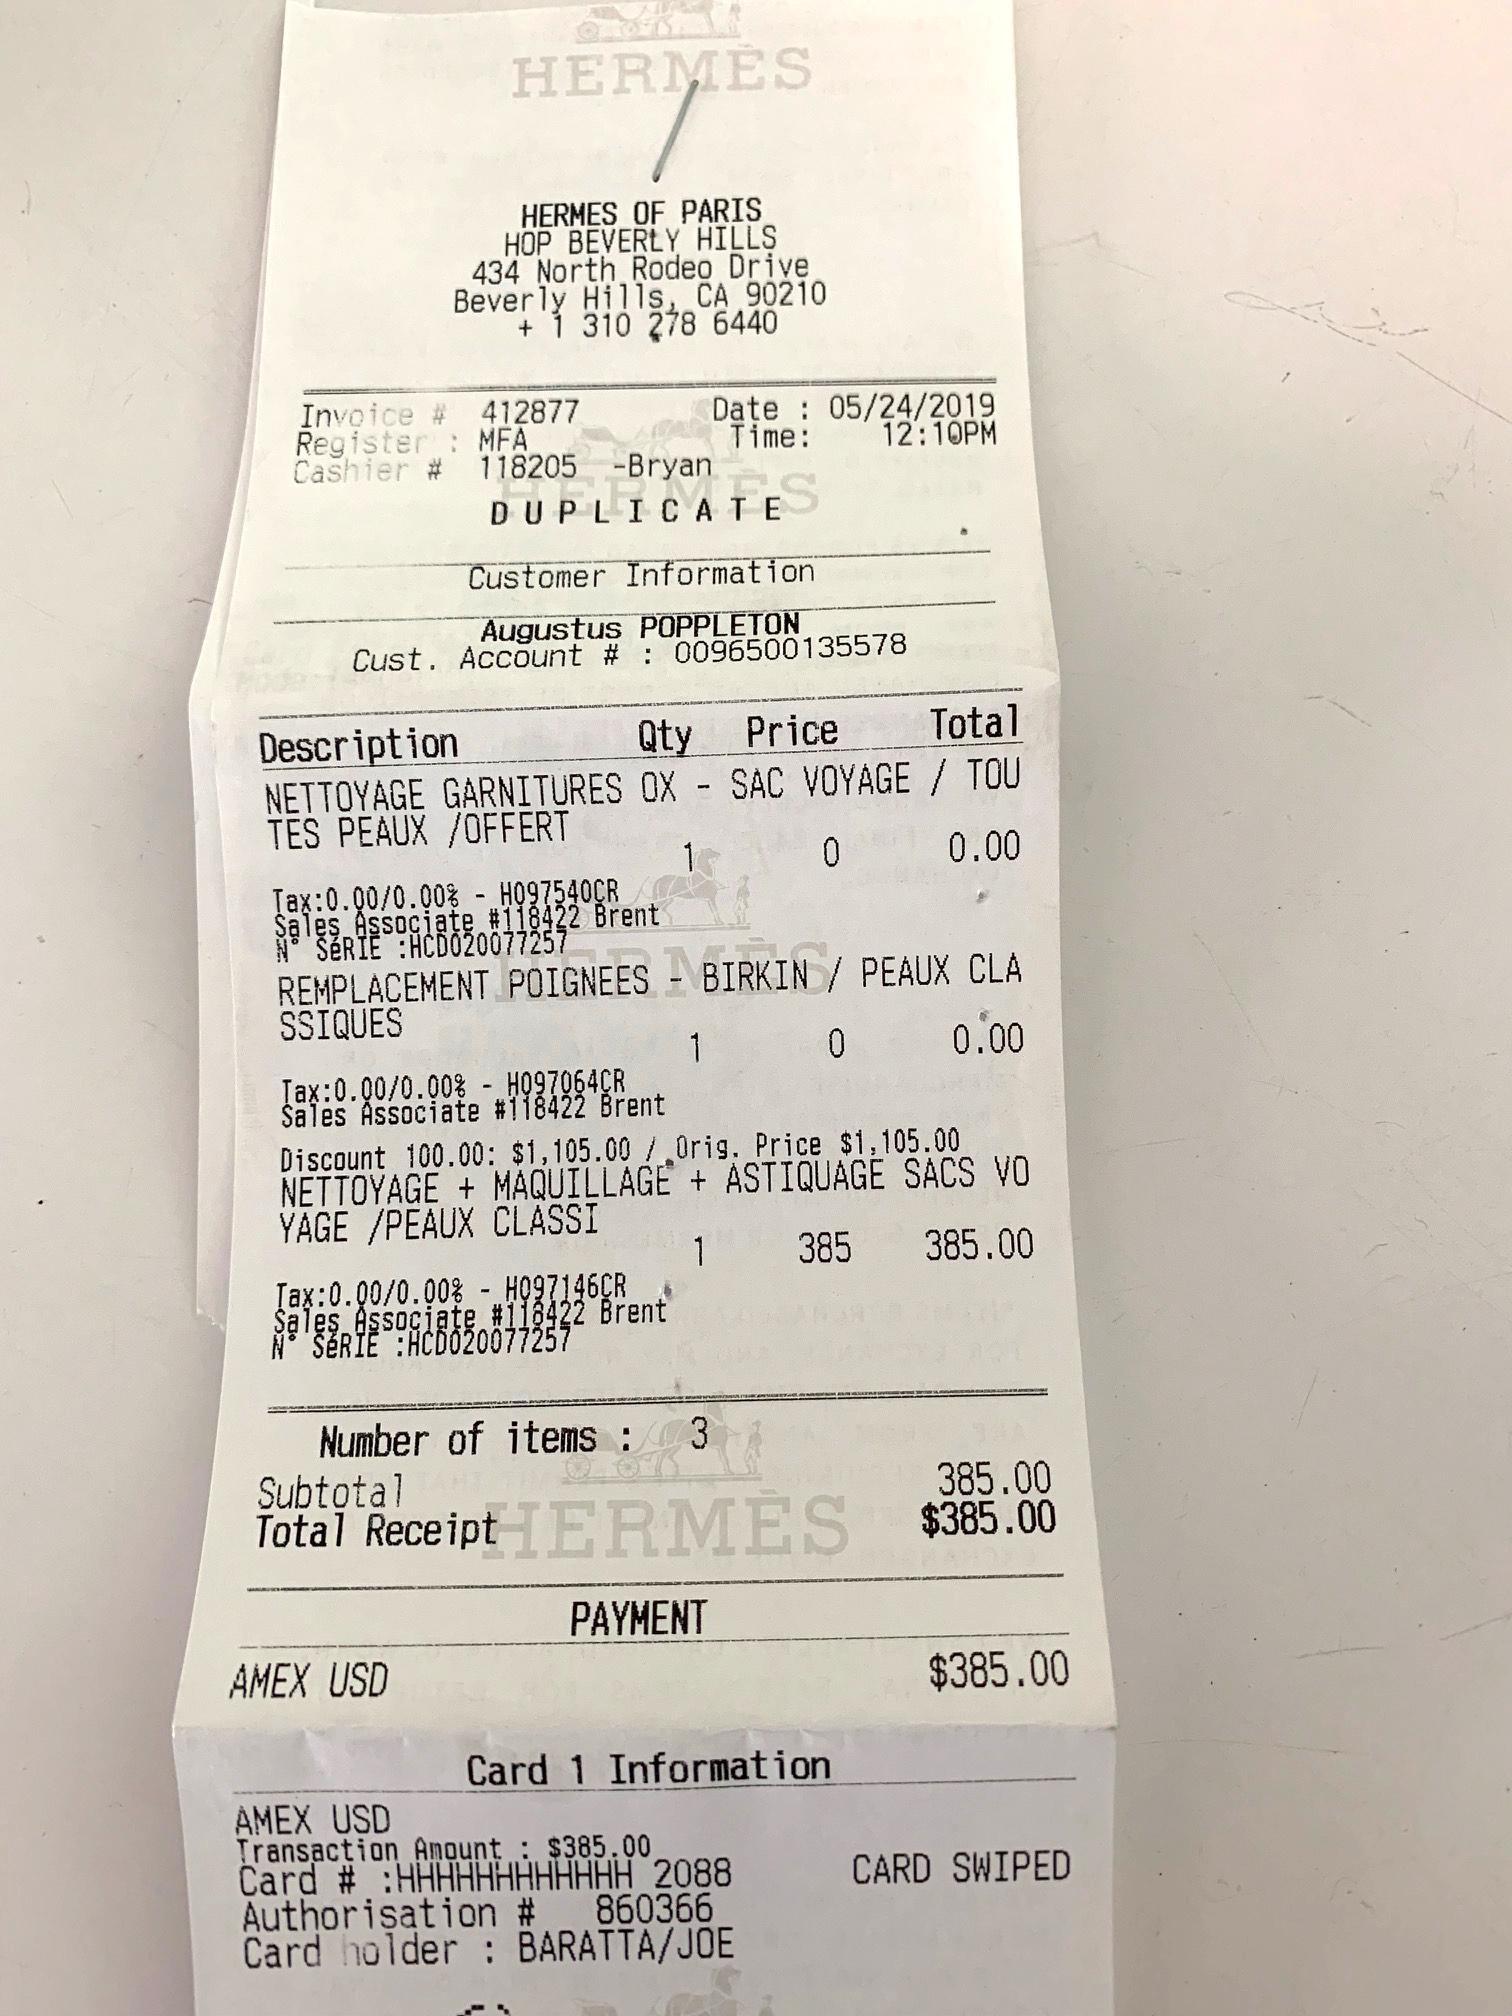 HERMÈS
HERMES OF PARIS
HOP BEVERLY HILLS
434 North Rodeo Drive
Beverly Hills, CA 90210
+ 1 310 278 6440
Invoice # 412877 Date : 05/24/2019
Register : MFA Time: 12:10PM
Cashier # 118205 -Bryan
HERMÈS
DUPLICATE
Customer Information
Augustus POPPLETON
Cust. Account # : 0096500135578
Description Qty Price Total
NETTOYAGE GARNITURES OX - SAC VOYAGE / TOU
TES PEAUX /OFFERT
1 0 0.00
Tax:0.00/0.00% - H097540CR
Sales Associate #118422 Brent
N° SéRIE :HCD020077257
HERMÈS
REMPLACEMENT POIGNEES - BIRKIN / PEAUX CLA
SSIQUES
1 0 0.00
Tax:0.00/0.00% - H097064CR
Sales Associate #118422 Brent
Discount 100.00: $1,105.00 / Orig. Price $1,105.00
NETTOYAGE + MAQUILLAGE + ASTIQUAGE SACS VO
YAGE /PEAUX CLASSI
1 385 385.00
Tax:0.00/0.00% - H097146CR
Sales Associate #118422 Brent
N° SéRIE :HCD020077257
Number of items : 3
Subtotal 385.00
Total Receipt $385.00
HERMÈS
PAYMENT
AMEX USD $385.00
Card 1 Information
AMEX USD
Transaction Amount : $385.00
Card # :HHHHHHHHHHHHH 2088 CARD SWIPED
Authorisation # 860366
Card holder : BARATTA/JOE